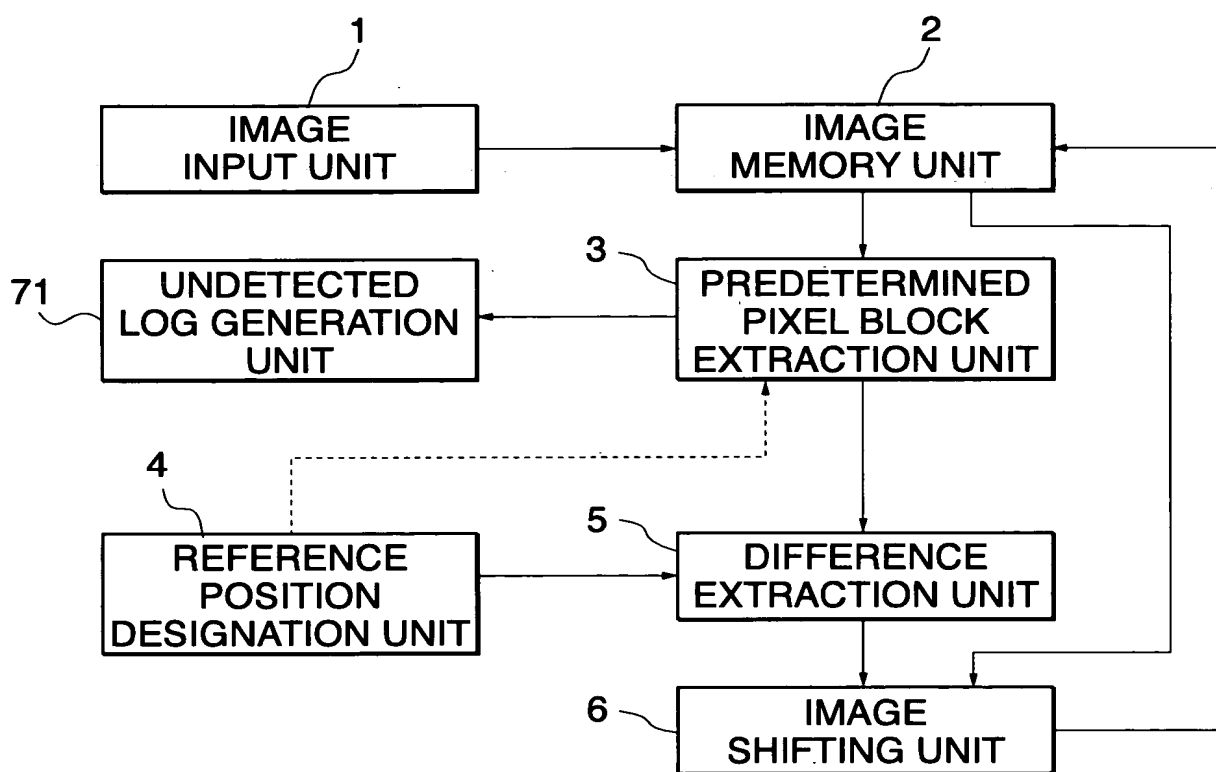 1
2
IMAGE
INPUT UNIT
IMAGE
MEMORY UNIT
3
71
UNDETECTED
LOG GENERATION
UNIT
PREDETERMINED
PIXEL BLOCK
EXTRACTION UNIT
4
5
REFERENCE
POSITION
DESIGNATION UNIT
DIFFERENCE
EXTRACTION UNIT
6
IMAGE
SHIFTING UNIT